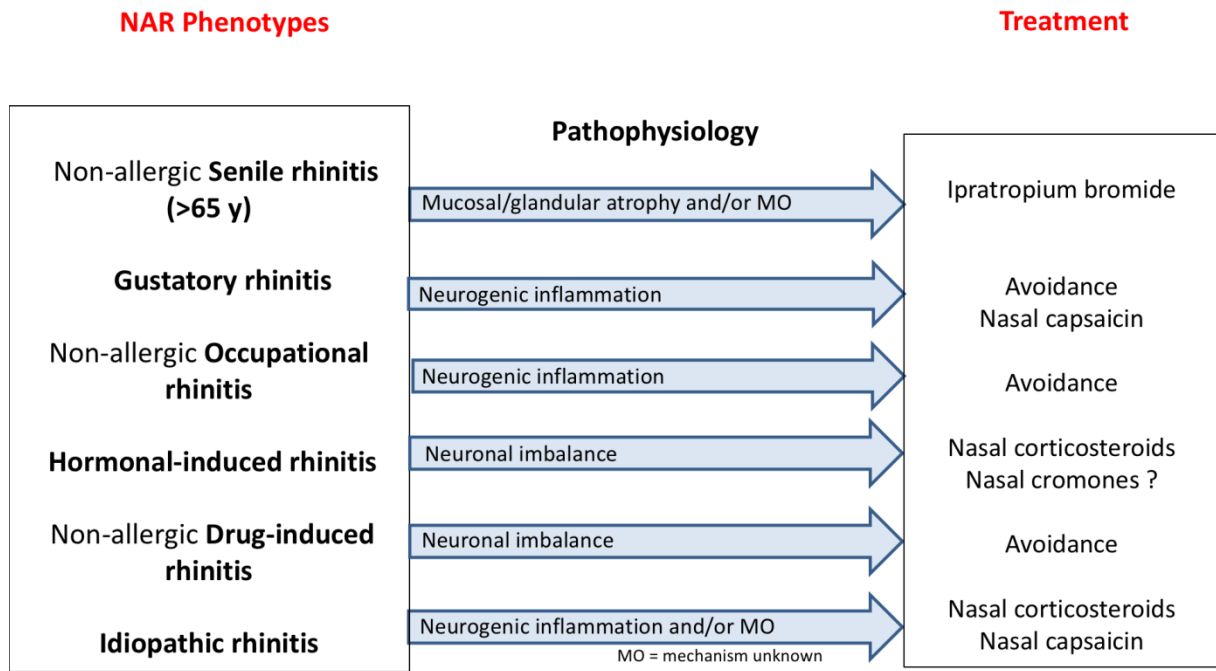 NAR Phenotypes
Treatment
Pathophysiology
Non-allergic Senile rhinitis
(>65 y)
Mucosal/glandular atrophy and/or MO
Ipratropium bromide
Gustatory rhinitis
Neurogenic inflammation
Avoidance
Nasal capsaicin
Non-allergic Occupational
rhinitis
Neurogenic inflammation
Avoidance
Hormonal-induced rhinitis
Neuronal imbalance
Nasal corticosteroids
Nasal cromones ?
Non-allergic Drug-induced
rhinitis
Neuronal imbalance
Avoidance
Idiopathic rhinitis
Neurogenic inflammation and/or MO
Nasal corticosteroids
Nasal capsaicin
MO = mechanism unknown